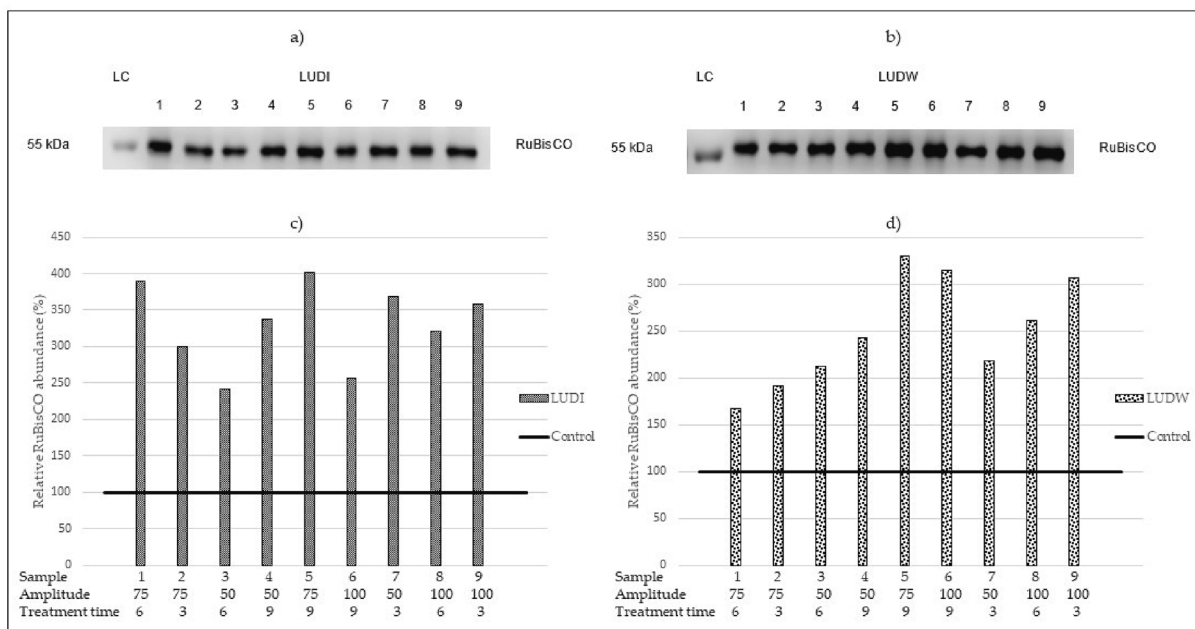 a)
LC LUDI
1 2 3 4 5 6 7 8 9
55 kDa RuBisCO
b)
LC LUDW
1 2 3 4 5 6 7 8 9
55 kDa RuBisCO
c)
Relative RuBisCO abundance (%)
450
400
350
300
250
200
150
100
50
0
LUDI
Control
Sample 1 2 3 4 5 6 7 8 9
Amplitude 75 75 50 50 75 100 50 100 100
Treatment time 6 3 6 9 9 9 3 6 3
d)
Relative RuBisCO abundance (%)
350
300
250
200
150
100
50
0
LUDW
Control
Sample 1 2 3 4 5 6 7 8 9
Amplitude 75 75 50 50 75 100 50 100 100
Treatment time 6 3 6 9 9 9 3 6 3